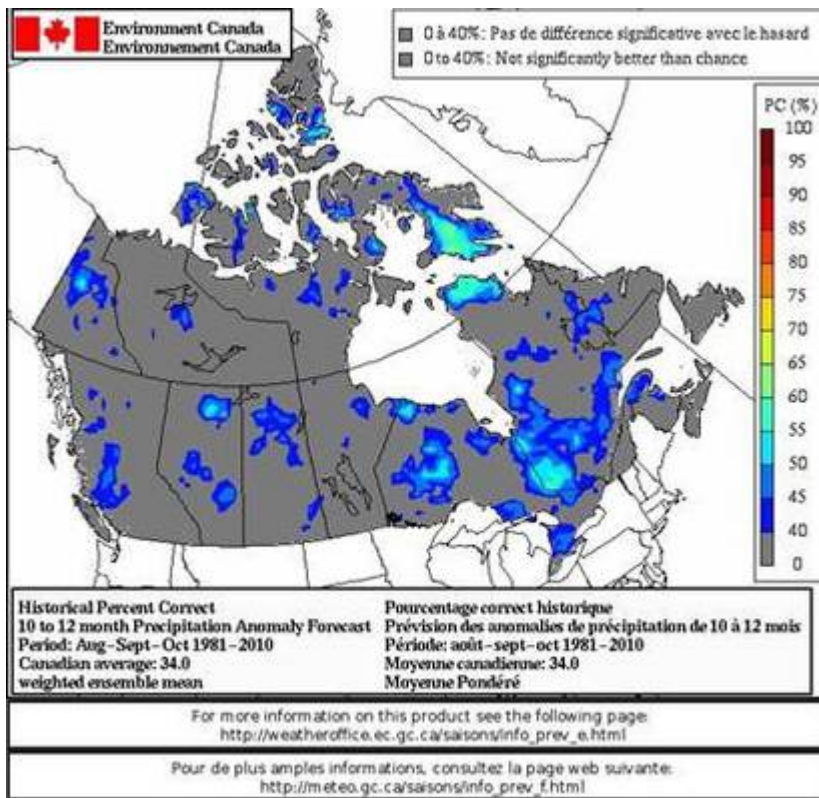 Environment Canada
Environnement Canada
0 à 40%: Pas de différence significative avec le hasard
0 to 40%: Not significantly better than chance
PC (%)
100
95
90
85
80
75
70
65
60
55
50
45
40
0
Historical Percent Correct
10 to 12 month Precipitation Anomaly Forecast
Period: Aug-Sept-Oct 1981-2010
Canadian average: 34.0
weighted ensemble mean
Pourcentage correct historique
Prévision des anomalies de précipitation de 10 à 12 mois
Période: août-sept-oct 1981-2010
Moyenne canadienne: 34.0
Moyenne Pondéré
For more information on this product see the following page:
http://weatheroffice.ec.gc.ca/saisons/info_prev_e.html
Pour de plus amples informations, consultez la page web suivante:
http://meteo.gc.ca/saisons/info_prev_f.html